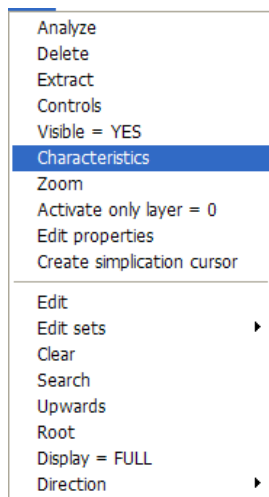 Analyze
Delete
Extract
Controls
Visible = YES
Characteristics
Zoom
Activate only layer = 0
Edit properties
Create simplication cursor
Edit
Edit sets
Clear
Search
Upwards
Root
Display = FULL
Direction